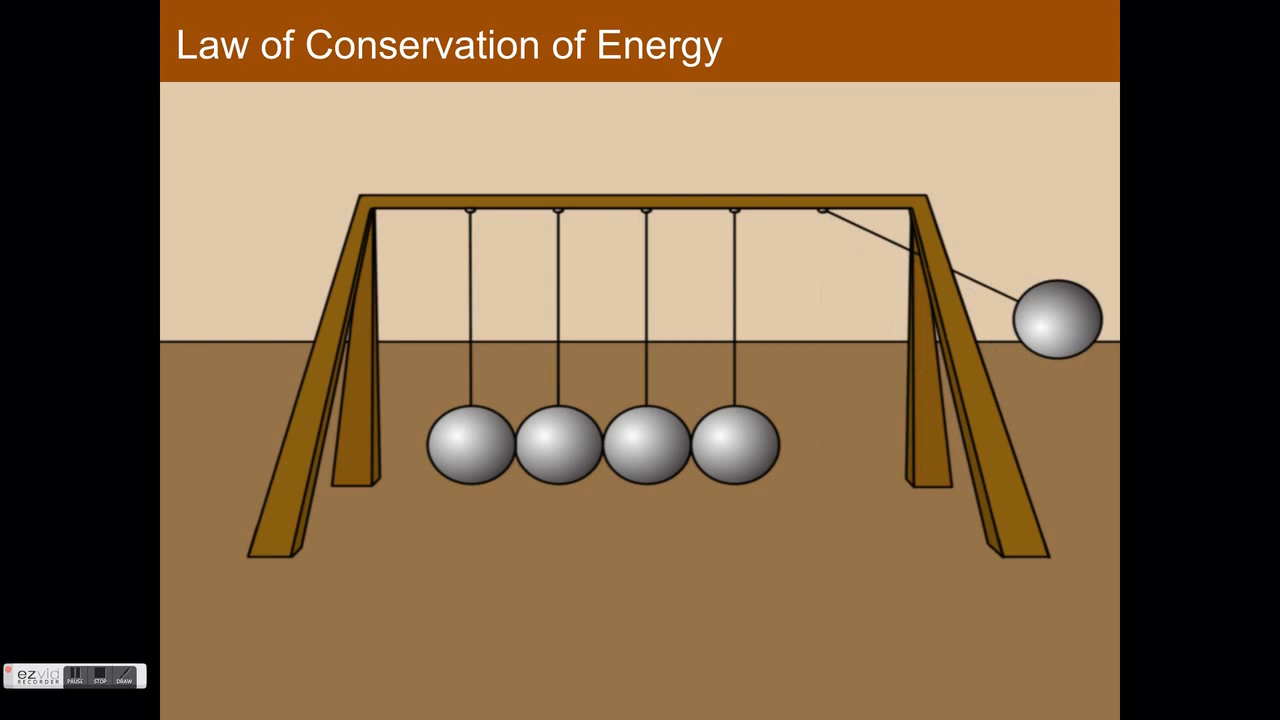 Law of Conservation of Energy
ezvid
RECORDER
PAUSE STOP DRAW